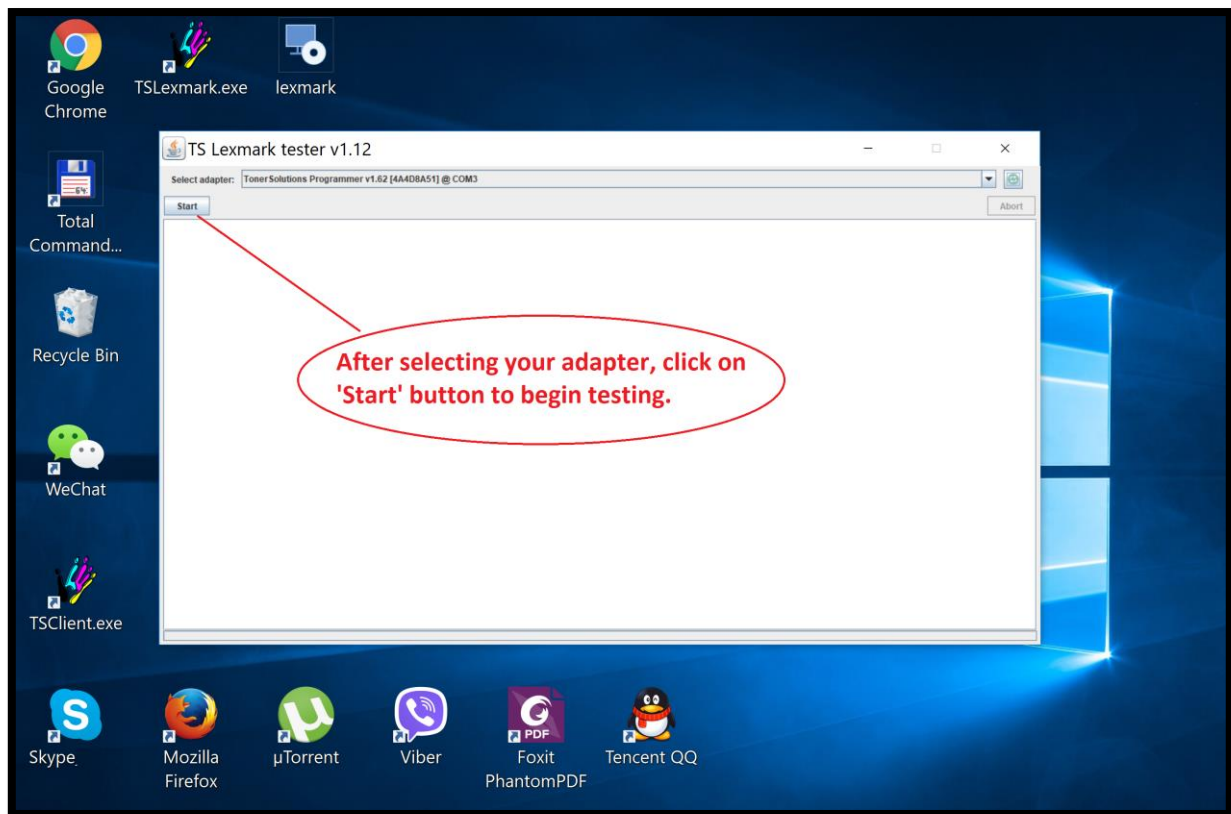 Google
Chrome
TSLexmark.exe
lexmark
TS Lexmark tester v1.12
Select adapter: TonerSolutions Programmer v1.62 [4A4D8A51] @ COM3
Start
Abort
64
Total
Command...
After selecting your adapter, click on
'Start' button to begin testing.
Recycle Bin
WeChat
TSClient.exe
S
Skype
Mozilla
Firefox
µ
µTorrent
Viber
G
PDF
Foxit
PhantomPDF
Tencent QQ